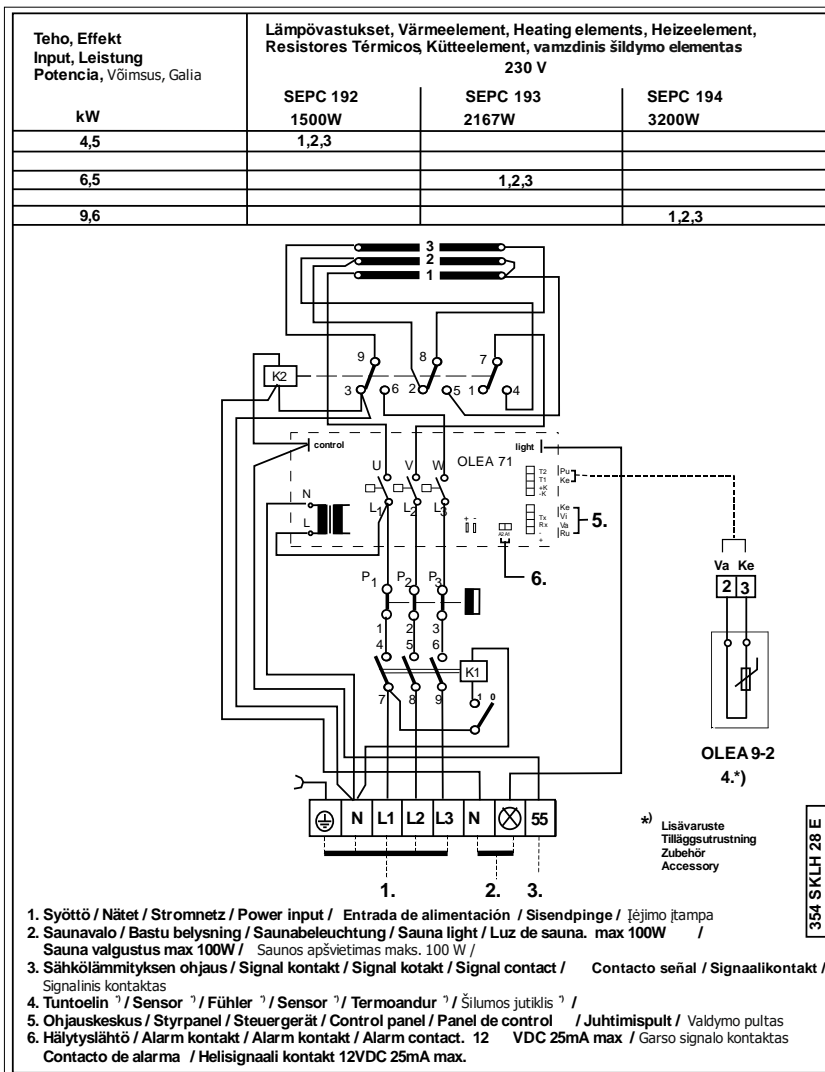 Teho, Effekt
Input, Leistung
Potencia, Võimsus, Galia
kW
Lämpövastukset, Värmeelement, Heating elements, Heizeelement,
Resistores Térmicos, Kütteelement, vamzdinis šildymo elementas
230 V
SEPC 192 SEPC 193 SEPC 194
1500W 2167W 3200W
4,5 1,2,3
6,5 1,2,3
9,6 1,2,3
3
2
1
9 8 7
K2
3 6 2 5 1 4
control light
U V W OLEA 71
T2 Pu
T1 Ke
+K
-K
N
L
L1 L2 L3
+ -
A2 A1
Ke
Tx Vi
Rx Va
- Ru
+
5.
6.
Va Ke
2 3
P1 P2 P3
1 2 3
4 5 6
K1
7 8 9
1 0
OLEA 9-2
4.*)
N L1 L2 L3 N 55
1. 2. 3.
*) Lisävaruste
Tilläggsutrustning
Zubehör
Accessory
354 SKLH 28 E
1. Syöttö / Nätet / Stromnetz / Power input / Entrada de alimentación / Sisendpinge / Įėjimo įtampa
2. Saunavalo / Bastu belysning / Saunabeleuchtung / Sauna light / Luz de sauna. max 100W /
Sauna valgustus max 100W / Saunos apšvietimas maks. 100 W /
3. Sähkölämmityksen ohjaus / Signal kontakt / Signal kotakt / Signal contact / Contacto señal / Signaalikontakt /
Signalinis kontaktas
4. Tuntoelin *) / Sensor *) / Fühler *) / Sensor *) / Termoandur *) / Šilumos jutiklis *) /
5. Ohjauskeskus / Styrpanel / Steuergerät / Control panel / Panel de control / Juhtimispult / Valdymo pultas
6. Hälytyslähtö / Alarm kontakt / Alarm kontakt / Alarm contact. 12 VDC 25mA max / Garso signalo kontaktas
Contacto de alarma / Helisignaali kontakt 12VDC 25mA max.